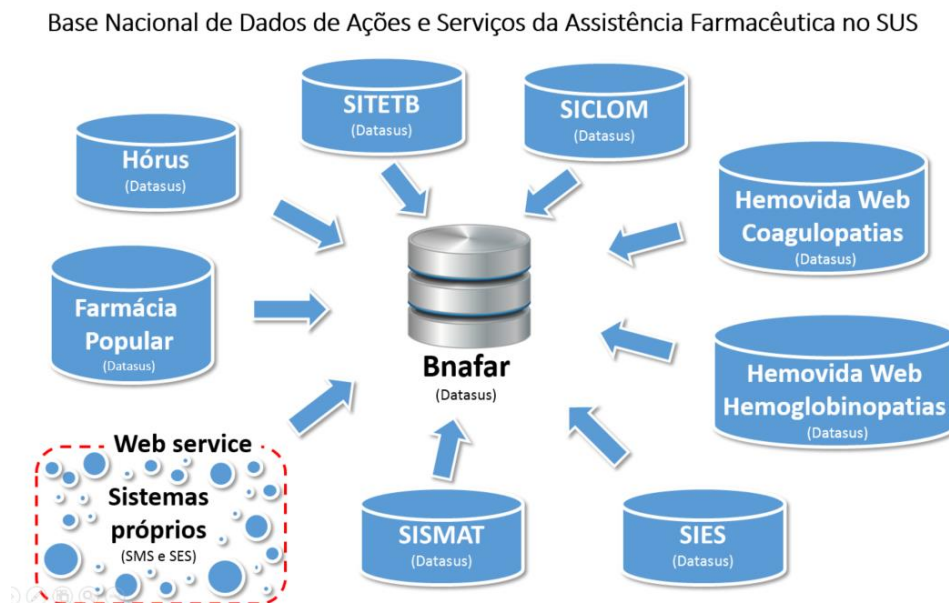 Base Nacional de Dados de Ações e Serviços da Assistência Farmacêutica no SUS
SITETB
(Datasus)
SICLOM
(Datasus)
Hórus
(Datasus)
Hemovida Web
Coagulopatias
(Datasus)
Farmácia
Popular
(Datasus)
Bnafar
(Datasus)
Hemovida Web
Hemoglobinopatias
(Datasus)
Web service
Sistemas
próprios
(SMS e SES)
SISMAT
(Datasus)
SIES
(Datasus)